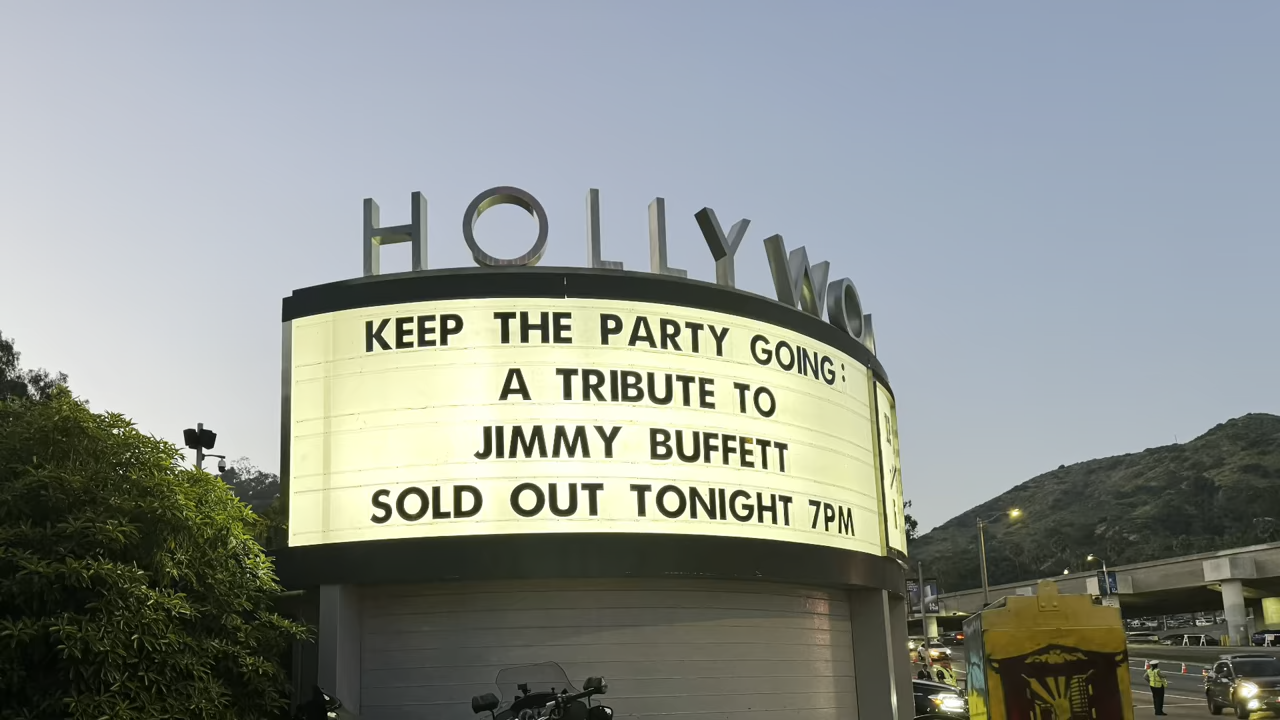 HOLLYWO
KEEP THE PARTY GOING:
A TRIBUTE TO
JIMMY BUFFETT
SOLD OUT TONIGHT 7PM